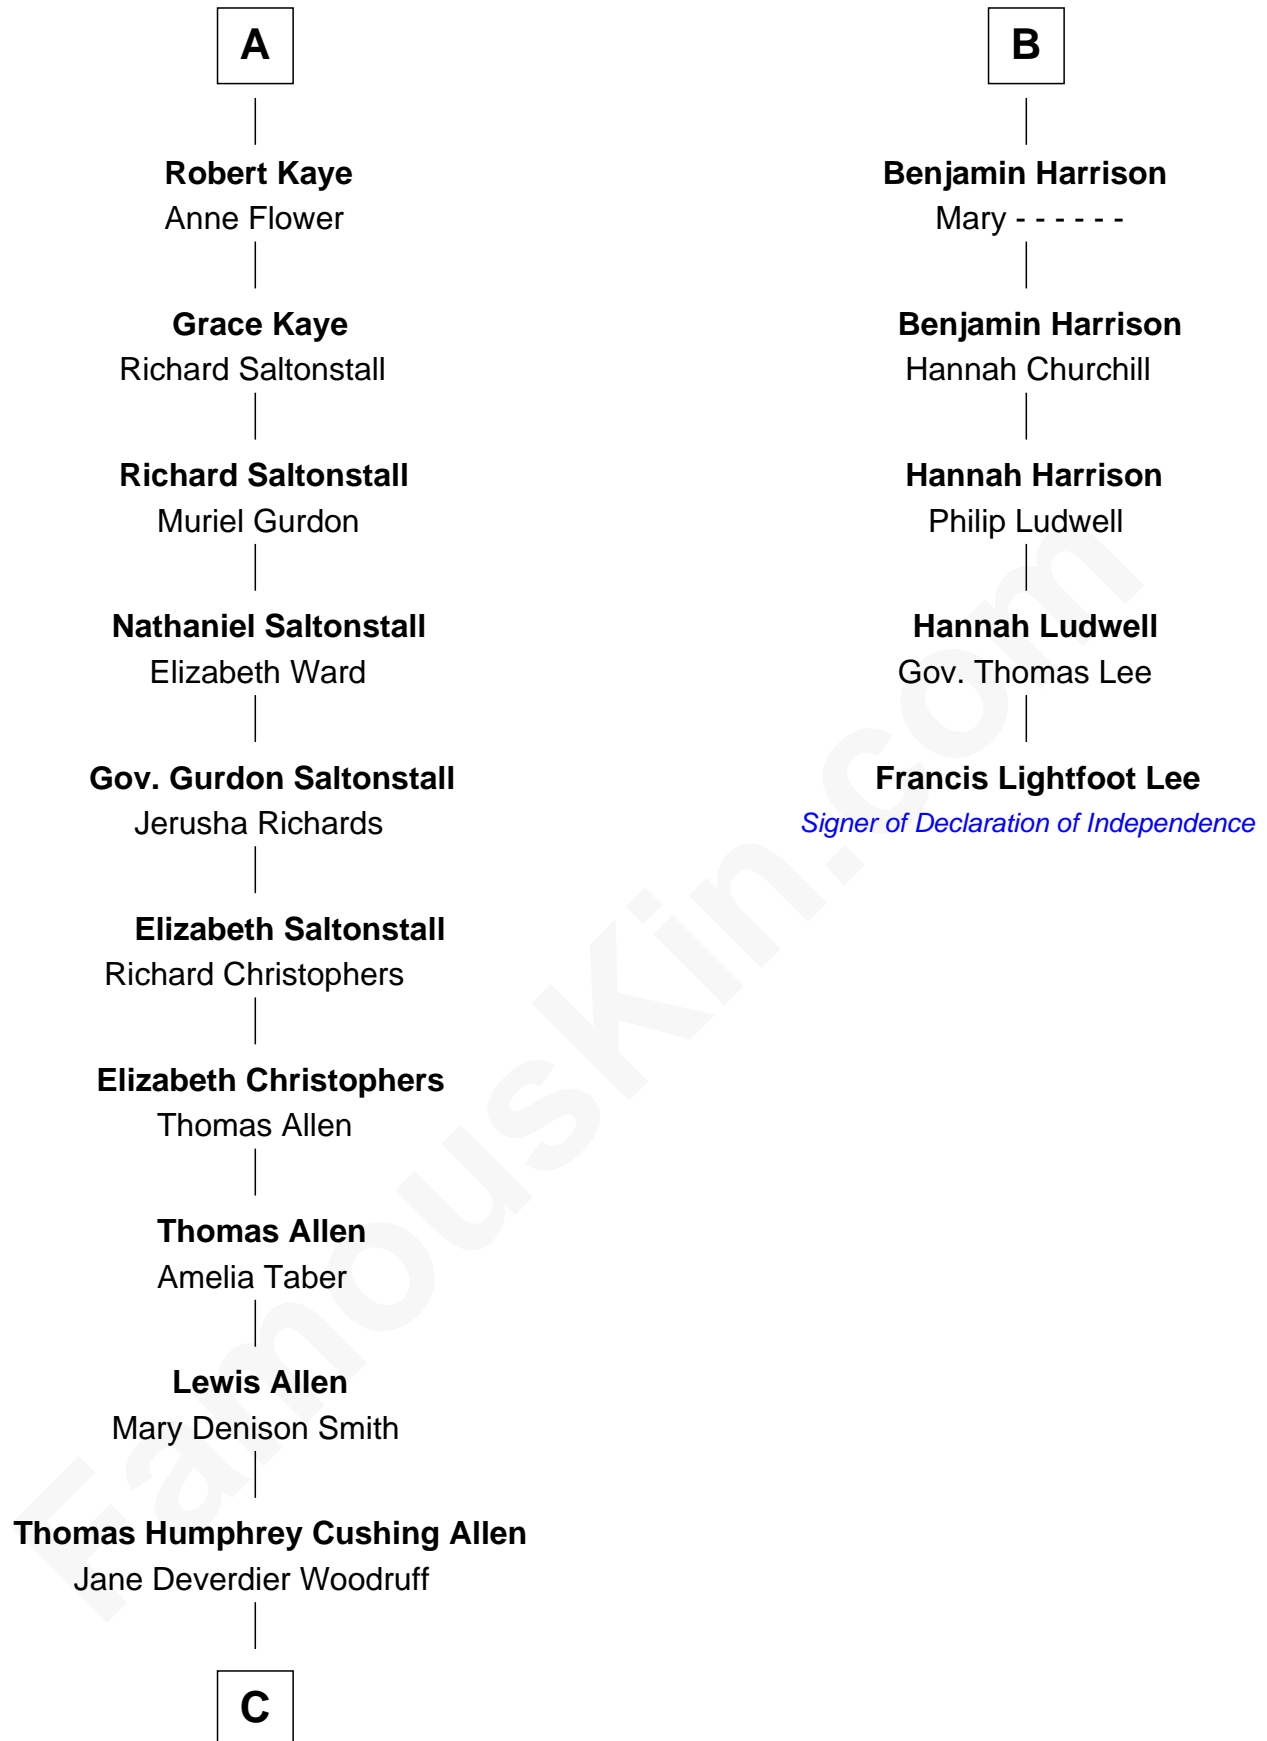 A
Robert Kaye
Anne Flower
Grace Kaye
Richard Saltonstall
Richard Saltonstall
Muriel Gurdon
Nathaniel Saltonstall
Elizabeth Ward
Gov. Gurdon Saltonstall
Jerusha Richards
Elizabeth Saltonstall
Richard Christophers
Elizabeth Christophers
Thomas Allen
Thomas Allen
Amelia Taber
Lewis Allen
Mary Denison Smith
Thomas Humphrey Cushing Allen
Jane Deverdier Woodruff
C
B
Benjamin Harrison
Mary - - - - - -
Benjamin Harrison
Hannah Churchill
Hannah Harrison
Philip Ludwell
Hannah Ludwell
Gov. Thomas Lee
Francis Lightfoot Lee
Signer of Declaration of Independence
FamousKin.com